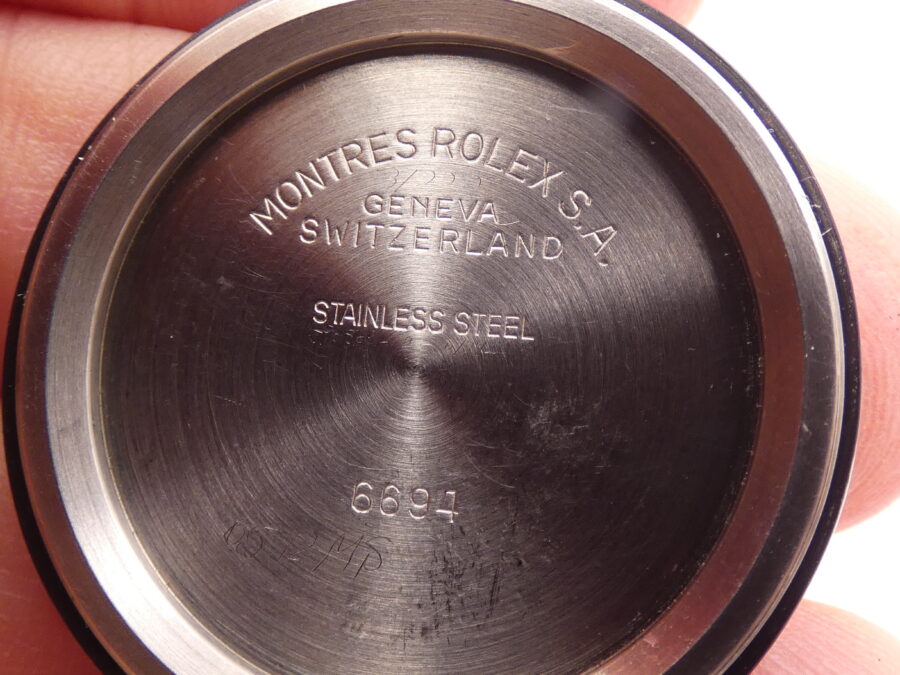 MONTRES ROLEX S.A.
GENEVA
SWITZERLAND
STAINLESS STEEL
6694